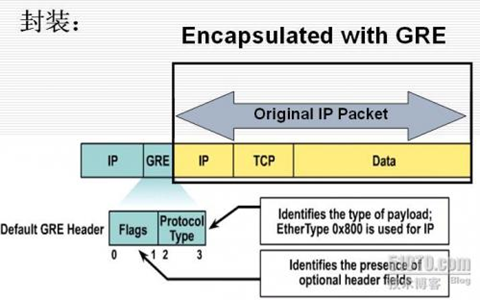 封装：
Encapsulated with GRE
Original IP Packet
IP GRE IP TCP Data
Default GRE Header
Flags
Protocol
Type
0 1 2 3
Identifies the type of payload;
EtherType 0x800 is used for IP
Identifies the presence of
optional header fields
51CTO.com
技术博客 Blog